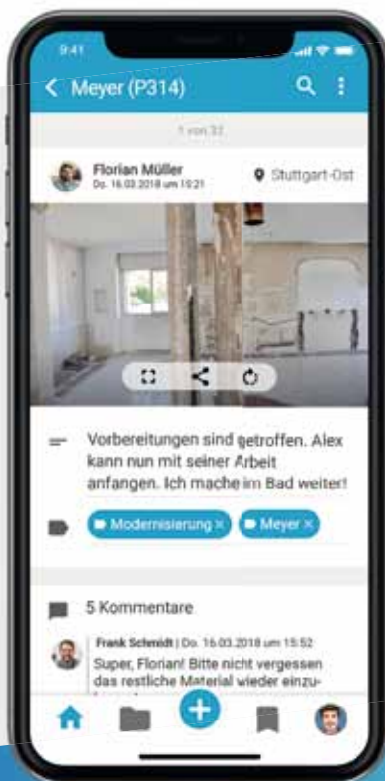 9:41
Meyer (P314)
1 von 32
Florian Müller
Do. 16.03.2018 um 15:21
Stuttgart-Ost
Vorbereitungen sind getroffen. Alex
kann nun mit seiner Arbeit
anfangen. Ich mache im Bad weiter!
Modernisierung ×
Meyer ×
5 Kommentare
Frank Schmidt | Do. 16.03.2018 um 15:52
Super, Florian! Bitte nicht vergessen
das restliche Material wieder einzu-